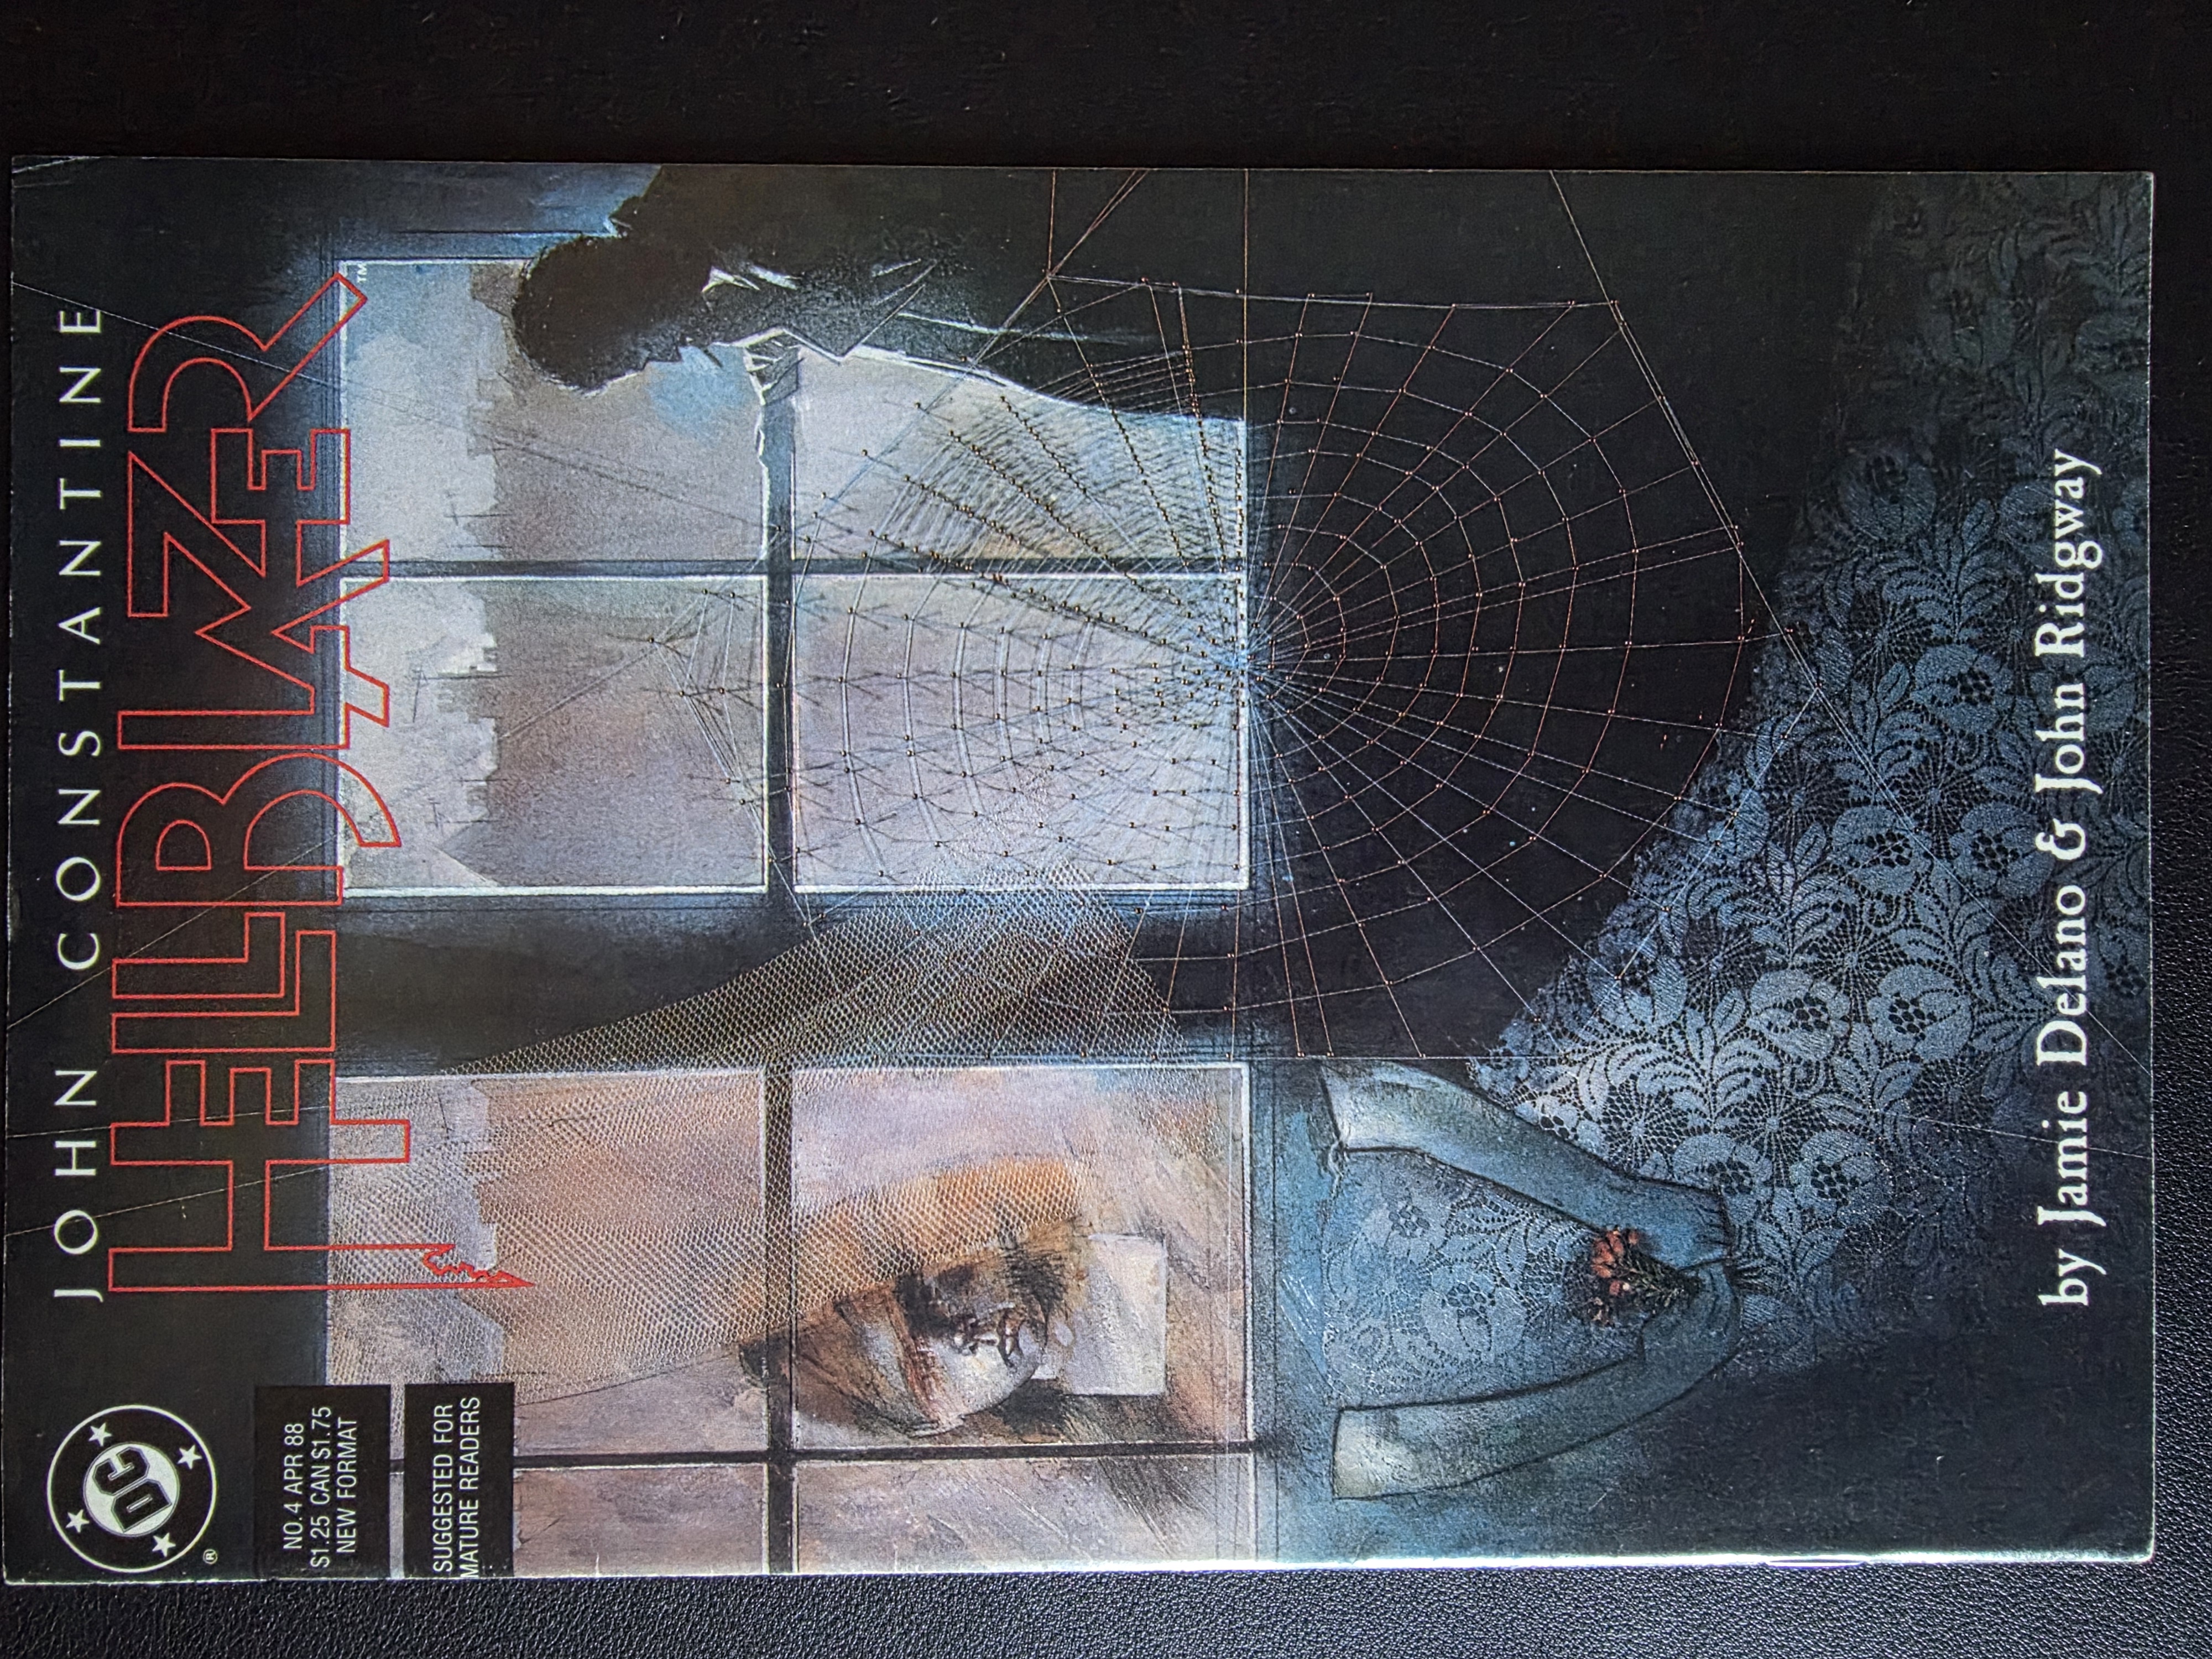 JOHN CONSTANTINE
HELLBLAZER
TM
DC
®
NO. 4 APR 88
$1.25 CAN $1.75
NEW FORMAT
SUGGESTED FOR
MATURE READERS
by Jamie Delano & John Ridgway